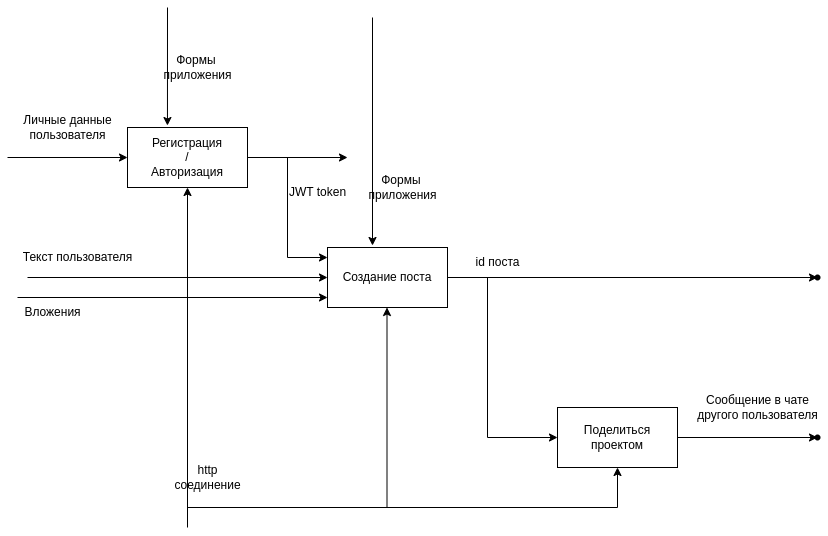 Формы
приложения
Личные данные
пользователя
Регистрация
/
Авторизация
JWT token
Формы
приложения
Текст пользователя
Вложения
Создание поста
id поста
Поделиться
проектом
Сообщение в чате
другого пользователя
http
соединение